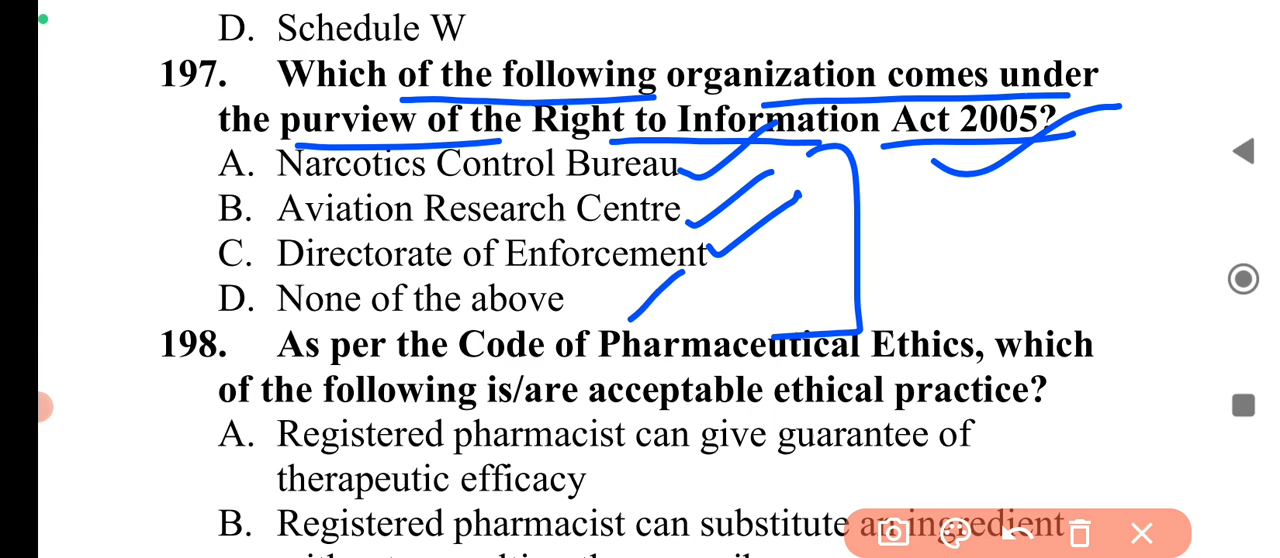 D. Schedule W
197. Which of the following organization comes under
the purview of the Right to Information Act 2005?
A. Narcotics Control Bureau
B. Aviation Research Centre
C. Directorate of Enforcement
D. None of the above
198. As per the Code of Pharmaceutical Ethics, which
of the following is/are acceptable ethical practice?
A. Registered pharmacist can give guarantee of
therapeutic efficacy
B. Registered pharmacist can substitute an ingredient